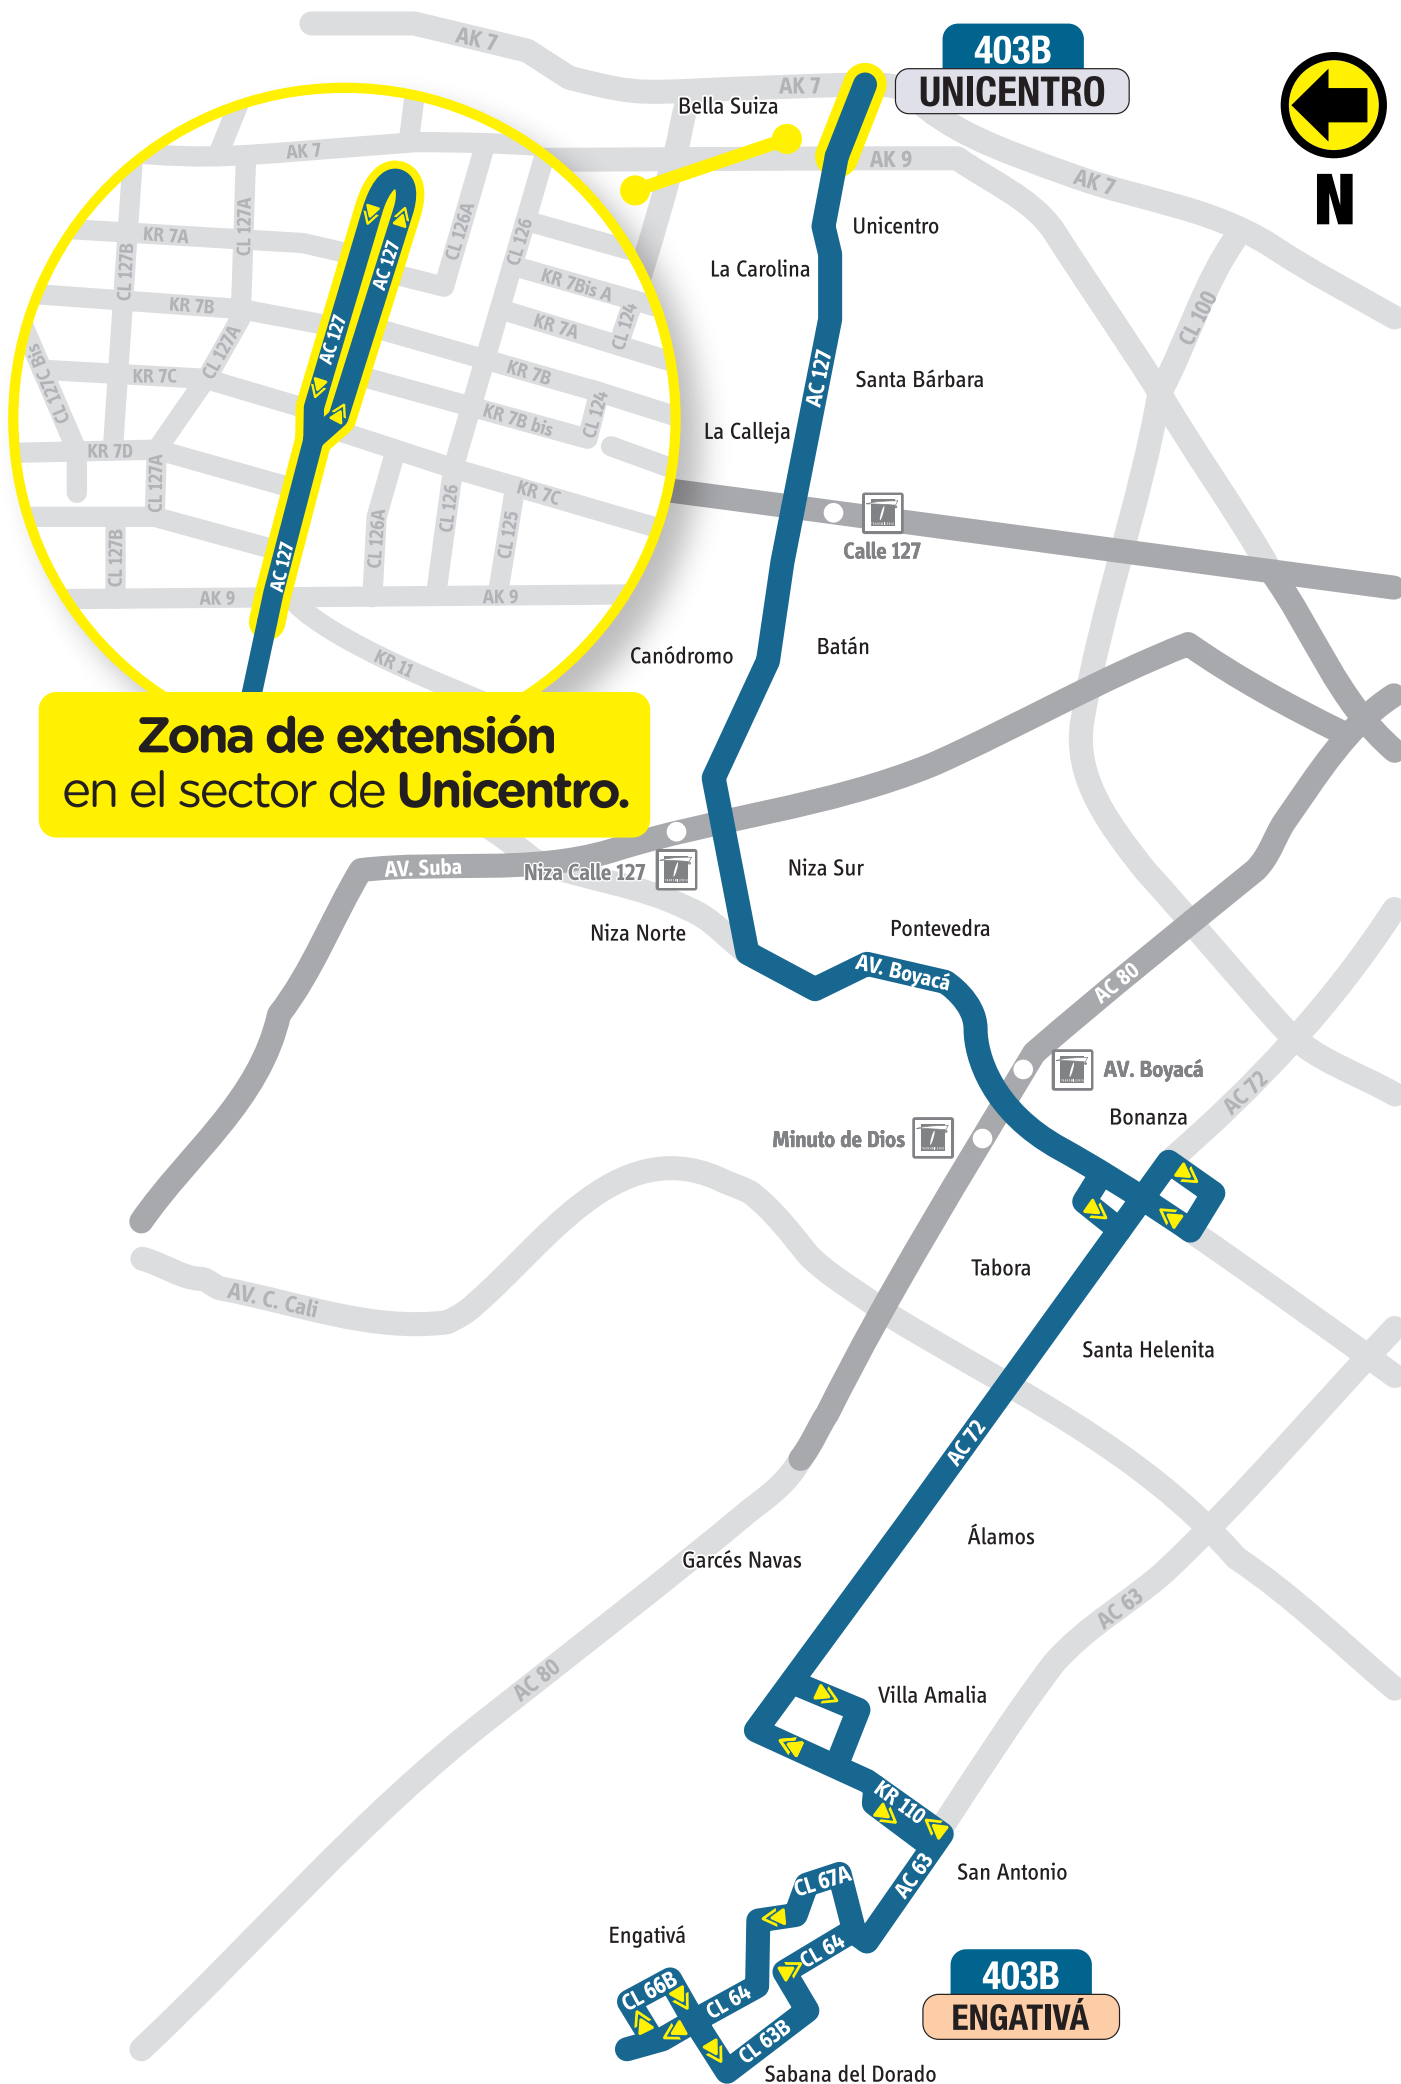 AK 7
403B
UNICENTRO
AK 7
Bella Suiza
AK 9
AK 7
N
AK 7
KR 7A
CL 127A
CL 127B
CL 126A
CL 126
AC 127
KR 7Bis A
KR 7B
AC 127
KR 7A
CL 124
CL 127A
CL 127C Bis
KR 7C
KR 7B
KR 7B bis
CL 124
KR 7D
CL 127A
KR 7C
CL 126
CL 125
CL 126A
CL 127B
AC 127
AK 9
AK 9
KR 11
Unicentro
La Carolina
CL 100
AC 127
Santa Bárbara
La Calleja
Calle 127
Canódromo
Batán
Zona de extensión
en el sector de Unicentro.
AV. Suba
Niza Calle 127
Niza Sur
Niza Norte
Pontevedra
AV. Boyacá
AC 80
AV. Boyacá
AC 72
Bonanza
Minuto de Dios
Tabora
AV. C. Cali
Santa Helenita
AC 72
Álamos
Garcés Navas
AC 63
AC 80
Villa Amalia
KR 110
AC 63
San Antonio
CL 67A
Engativá
CL 64
CL 66B
CL 64
CL 63B
403B
ENGATIVÁ
Sabana del Dorado